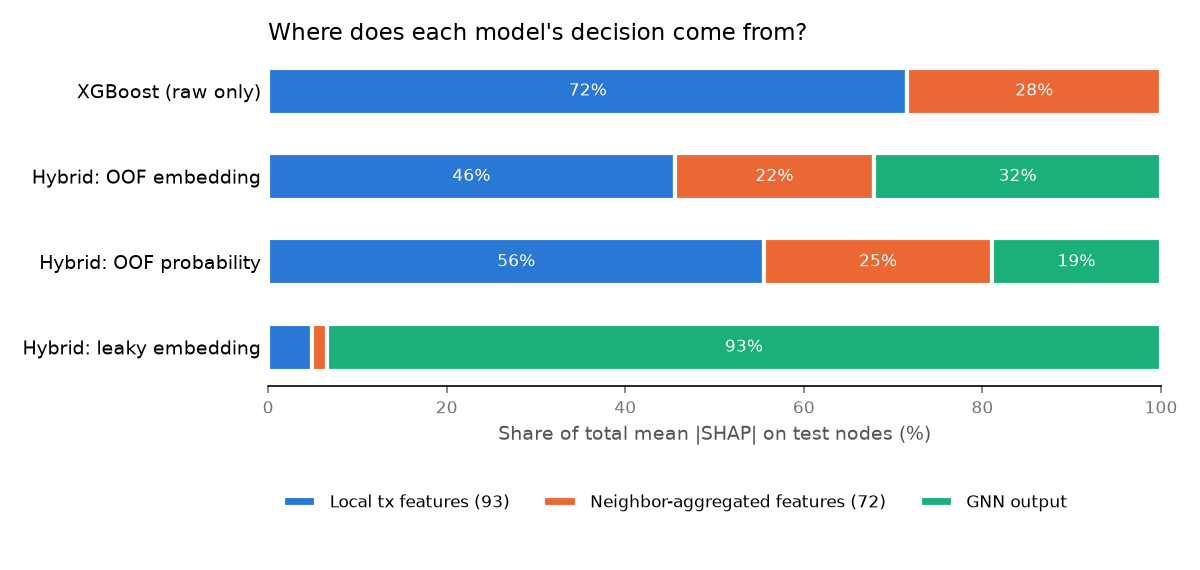 Where does each model's decision come from?
XGBoost (raw only)
72%
28%
Hybrid: OOF embedding
46%
22%
32%
Hybrid: OOF probability
56%
25%
19%
Hybrid: leaky embedding
93%
0
20
40
60
80
100
Share of total mean |SHAP| on test nodes (%)
Local tx features (93)
Neighbor-aggregated features (72)
GNN output